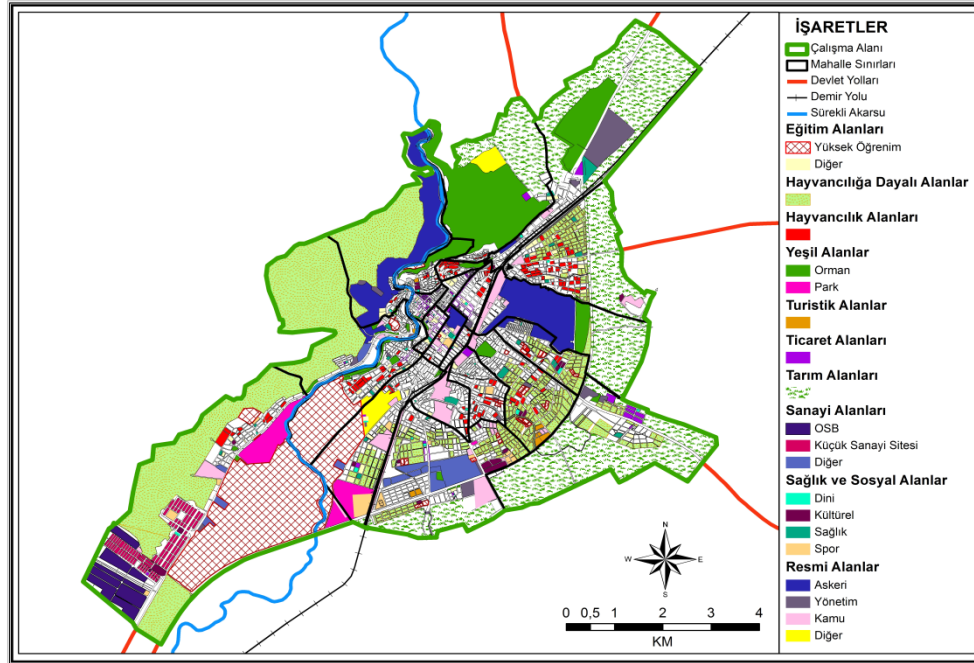 İŞARETLER
Çalışma Alanı
Mahalle Sınırları
Devlet Yolları
Demir Yolu
Sürekli Akarsu
Eğitim Alanları
Yüksek Öğrenim
Diğer
Hayvancılığa Dayalı Alanlar
Hayvancılık Alanları
Yeşil Alanlar
Orman
Park
Turistik Alanlar
Ticaret Alanları
Tarım Alanları
Sanayi Alanları
OSB
Küçük Sanayi Sitesi
Diğer
Sağlık ve Sosyal Alanlar
Dini
Kültürel
Sağlık
Spor
Resmi Alanlar
Askeri
Yönetim
Kamu
Diğer
N
W E
S
0 0,5 1 2 3 4
KM